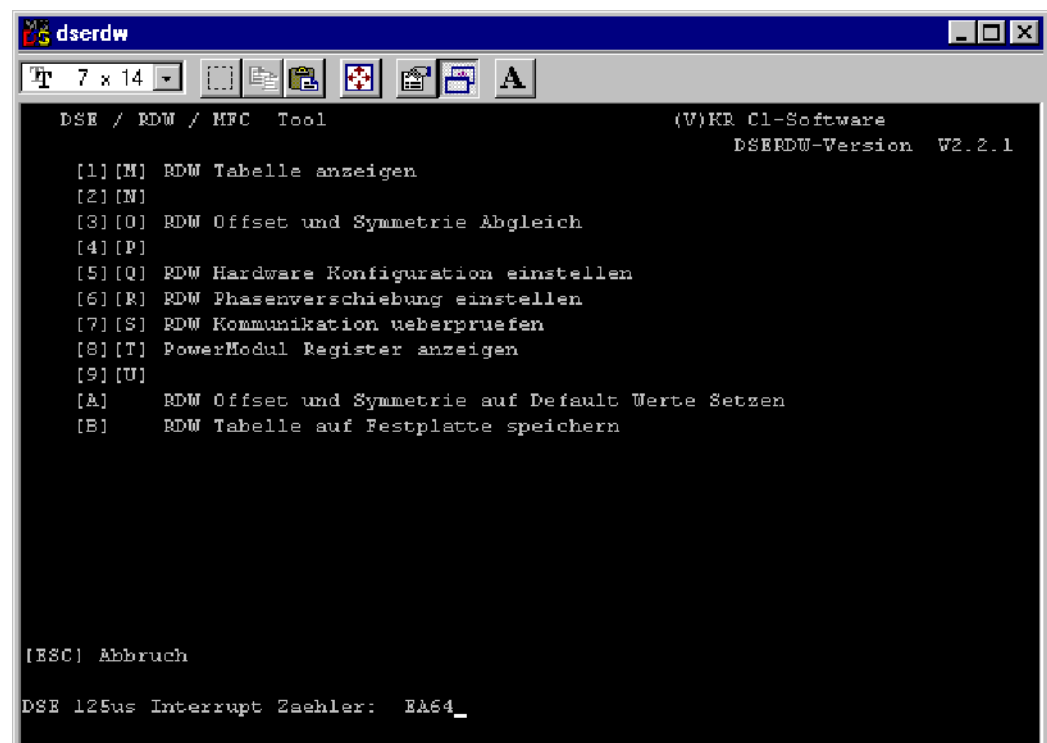 dserdw
7 x 14
A
DSE / RDW / MFC Tool (V)KR C1-Software
DSERDW-Version V2.2.1
[1][M] RDW Tabelle anzeigen
[2][N]
[3][O] RDW Offset und Symmetrie Abgleich
[4][P]
[5][Q] RDW Hardware Konfiguration einstellen
[6][R] RDW Phasenverschiebung einstellen
[7][S] RDW Kommunikation ueberpruefen
[8][T] PowerModul Register anzeigen
[9][U]
[A] RDW Offset und Symmetrie auf Default Werte Setzen
[B] RDW Tabelle auf Festplatte speichern
[ESC] Abbruch
DSE 125us Interrupt Zaehler: EA64_